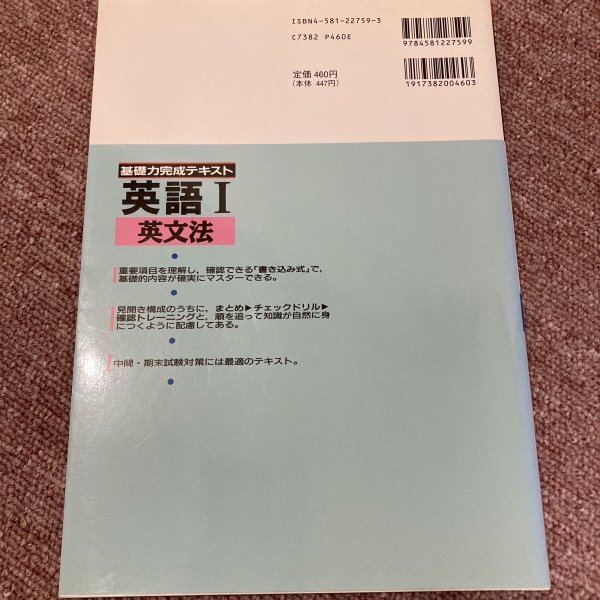 ISBN4-581-22759-3
C7382 P460E
定価 460円
(本体 447円)
9784581227599
1917382004603
基礎力完成テキスト
英語Ⅰ
英文法
重要項目を理解し,確認できる「書き込み式」で,
基礎的内容が確実にマスターできる。
見開き構成のうちに,まとめ▶チェックドリル▶
確認トレーニングと,順を追って知識が自然に身
につくように配慮してある。
中間・期末試験対策には最適のテキスト。